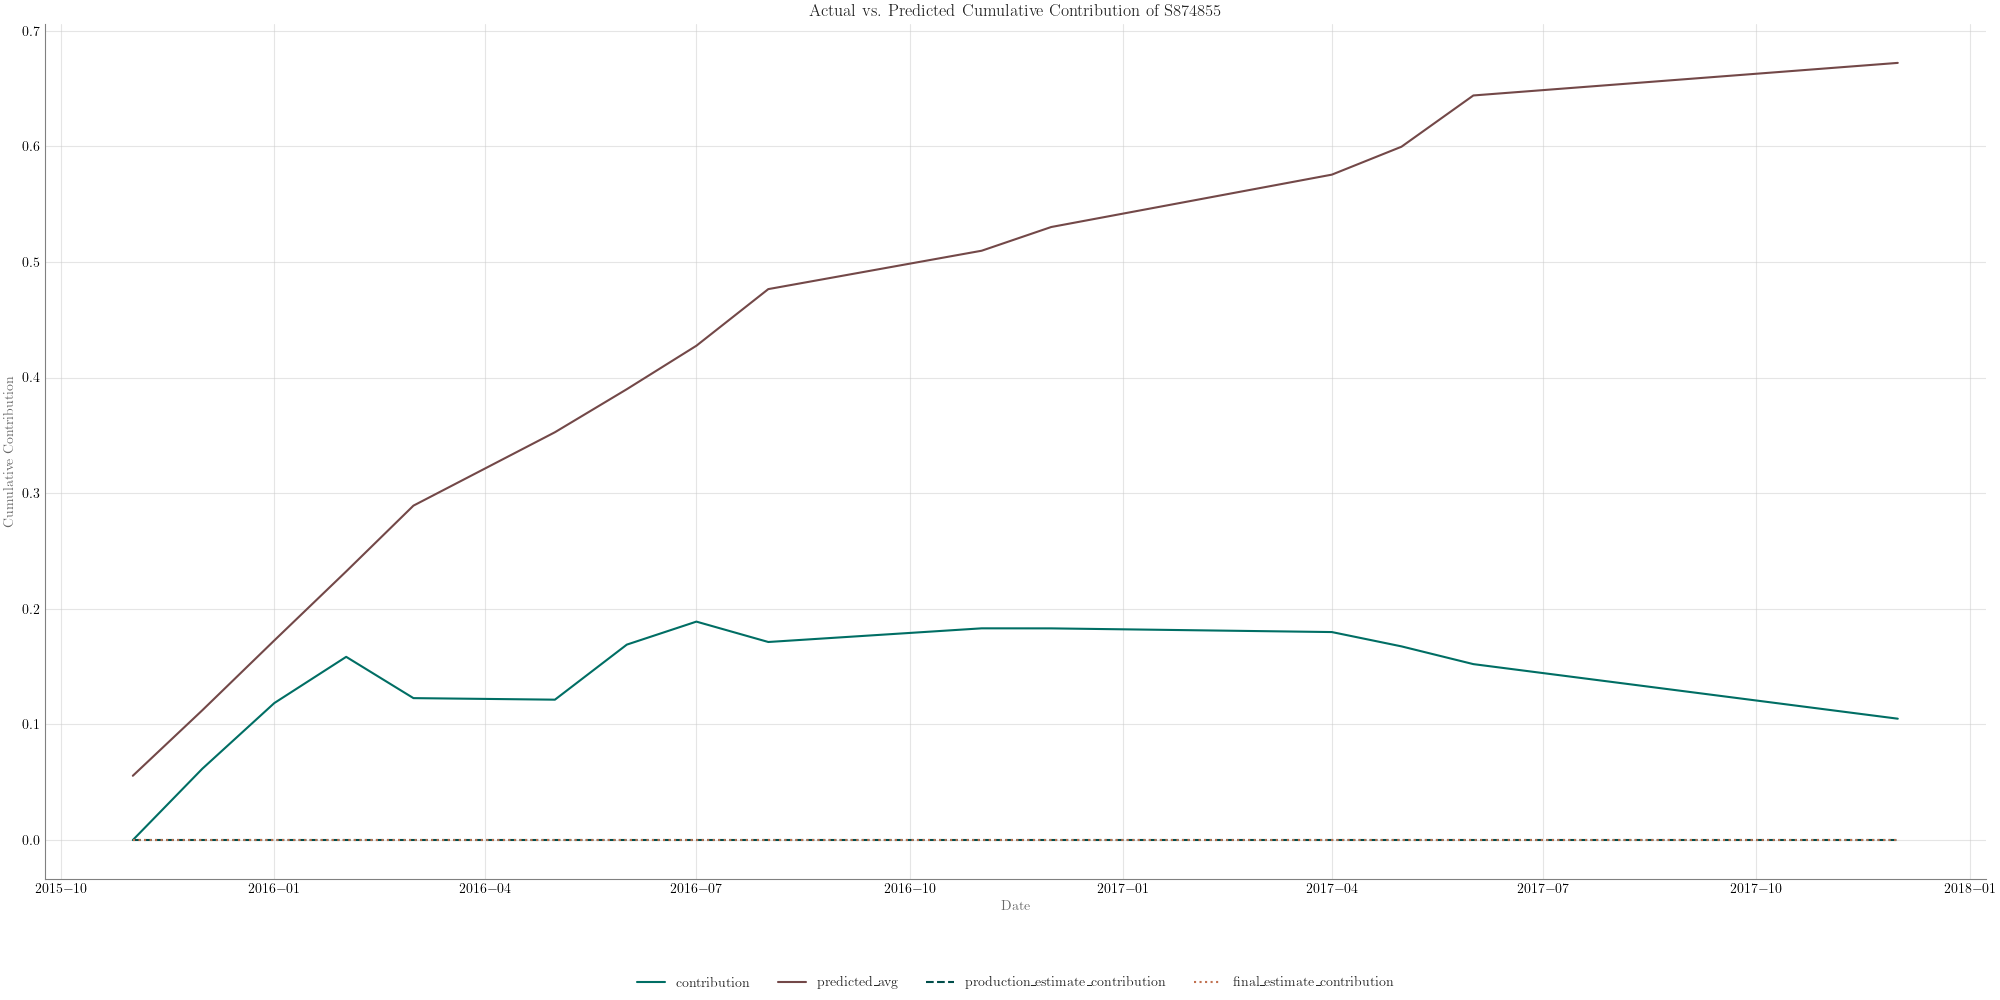 Actual vs. Predicted Cumulative Contribution of S874855
0.7
0.6
0.5
0.4
0.3
0.2
0.1
0.0
Cumulative Contribution
2015−10 2016−01 2016−04 2016−07 2016−10 2017−01 2017−04 2017−07 2017−10 2018−01
Date
contribution predicted_avg production_estimate_contribution final_estimate_contribution